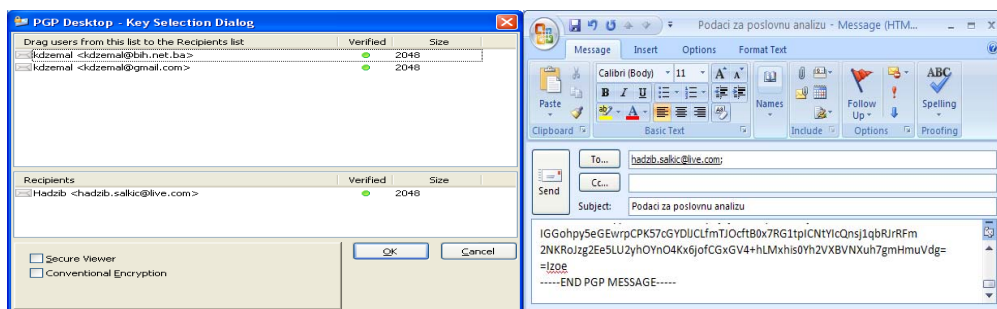 PGP Desktop - Key Selection Dialog
Drag users from this list to the Recipients list Verified Size
kdzemal <kdzemal@bih.net.ba> 2048
kdzemal <kdzemal@gmail.com> 2048
Recipients Verified Size
Hadzib <hadzib.salkic@live.com> 2048
Secure Viewer
Conventional Encryption
OK Cancel
Podaci za poslovnu analizu - Message (HTM...
Message Insert Options Format Text
Calibri (Body) 11 A A
B I U
ab A
Paste
Names
Follow Up
ABC
Spelling
Clipboard Basic Text Include Options Proofing
Send
To... hadzib.salkic@live.com;
Cc...
Subject: Podaci za poslovnu analizu
IGGohpy5eGEwrpCPK57cGYDlJCLfmTJOcftB0x7RG1tpICNtYIcQnsj1qbRJrRFm
2NKRoJzg2Ee5LU2yhOYnO4Kx6jofCGxGV4+hLMxhis0Yh2VXBVNXuh7gmHmuVdg=
=Izoe
-----END PGP MESSAGE-----